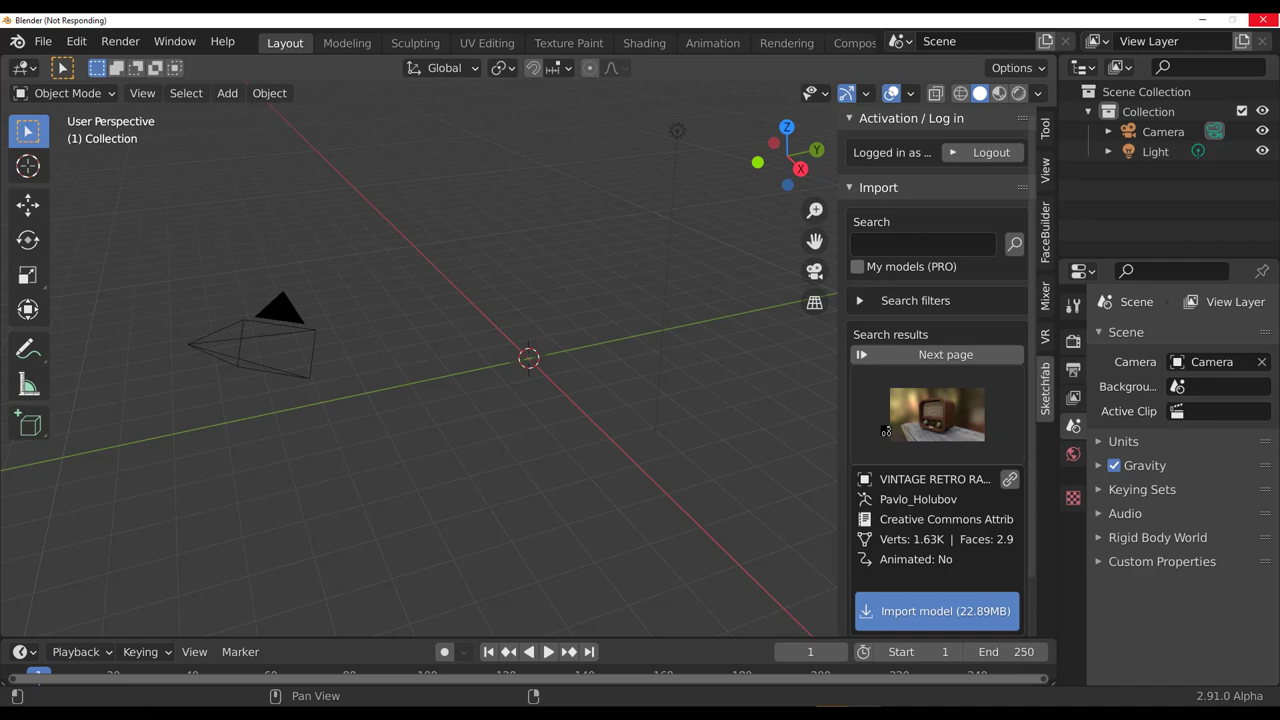 Blender (Not Responding)
File Edit Render Window Help Layout Modeling Sculpting UV Editing Texture Paint Shading Animation Rendering Compos Scene View Layer
Global Options
Object Mode View Select Add Object
User Perspective
(1) Collection
Z
Y
X
Activation / Log in
Logged in as ... Logout
Import
Search
My models (PRO)
Search filters
Search results
Next page
VINTAGE RETRO RA...
Pavlo_Holubov
Creative Commons Attrib
Verts: 1.63K | Faces: 2.9
Animated: No
Import model (22.89MB)
Tool
View
FaceBuilder
Mixer
VR
Sketchfab
Scene Collection
Collection
Camera
Light
Scene View Layer
Scene
Camera Camera
Backgrou...
Active Clip
Units
Gravity
Keying Sets
Audio
Rigid Body World
Custom Properties
Playback Keying View Marker 1 Start 1 End 250
1
Pan View 2.91.0 Alpha